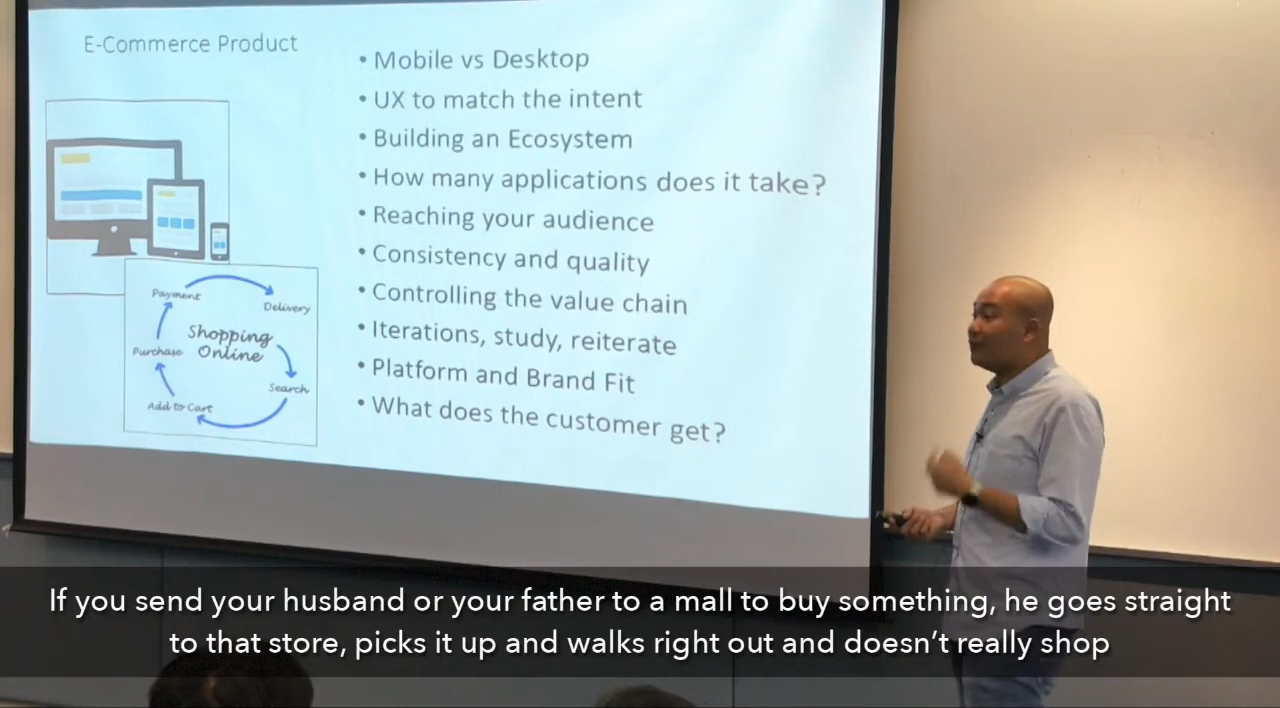 E-Commerce Product
• Mobile vs Desktop
• UX to match the intent
• Building an Ecosystem
• How many applications does it take?
• Reaching your audience
• Consistency and quality
• Controlling the value chain
• Iterations, study, reiterate
• Platform and Brand Fit
• What does the customer get?
Payment
Delivery
Shopping
Online
Purchase
Search
Add to Cart
If you send your husband or your father to a mall to buy something, he goes straight
to that store, picks it up and walks right out and doesn’t really shop